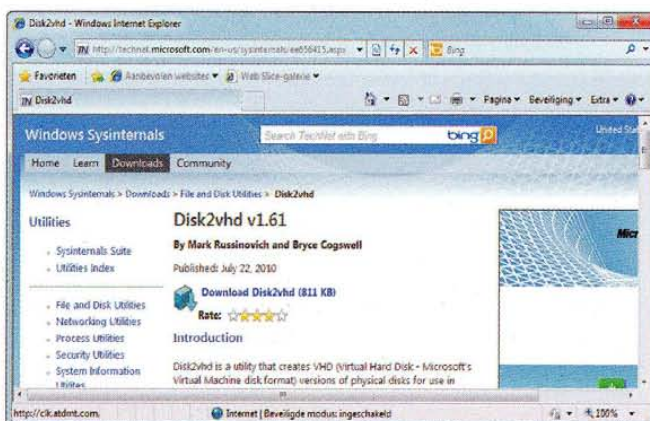 Disk2vhd - Windows Internet Explorer
http://technet.microsoft.com/en-us/sysinternals/ee656415.aspx
Bing
Favorieten Aanbevolen websites Web Slice-galerie
Disk2vhd
Pagina Beveiliging Extra
Windows Sysinternals
Search TechNet with Bing
bing
United
Home Learn Downloads Community
Windows Sysinternals > Downloads > File and Disk Utilities > Disk2vhd
Utilities
Sysinternals Suite
Utilities Index
File and Disk Utilities
Networking Utilities
Process Utilities
Security Utilities
System Information
Utilites
Disk2vhd v1.61
By Mark Russinovich and Bryce Cogswell
Published: July 22, 2010
Download Disk2vhd (811 KB)
Rate:
Introduction
Disk2vhd is a utility that creates VHD (Virtual Hard Disk - Microsoft's
Virtual Machine disk format) versions of physical disks for use in
Micr
http://clk.atdmt.com,
Internet | Beveiligde modus: ingeschakeld
100%